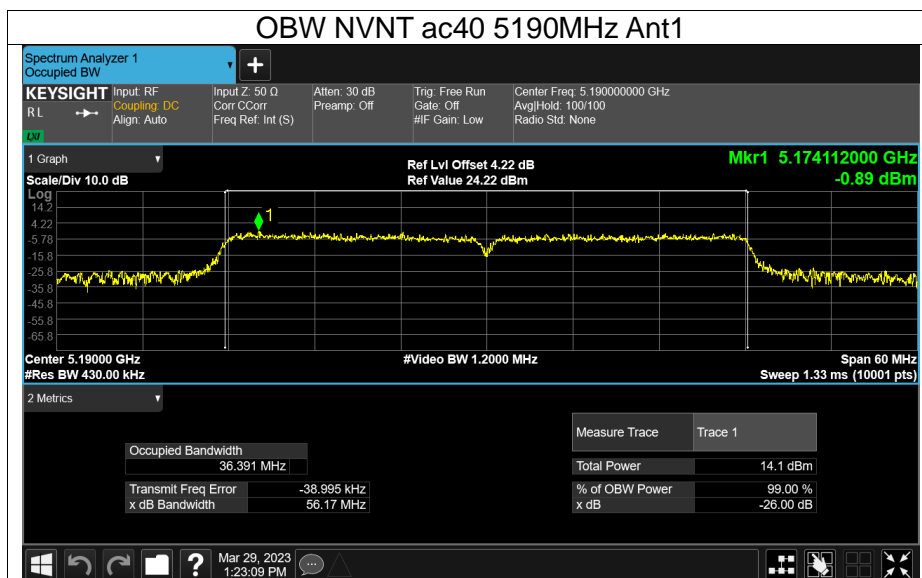 OBW NVNT ac40 5190MHz Ant1
Spectrum Analyzer 1
Occupied BW
+
KEYSIGHT
R L
LXI
Input: RF
Coupling: DC
Align: Auto
Input Z: 50 Ω
Corr CCorr
Freq Ref: Int (S)
Atten: 30 dB
Preamp: Off
Trig: Free Run
Gate: Off
#IF Gain: Low
Center Freq: 5.190000000 GHz
Avg|Hold: 100/100
Radio Std: None
1 Graph
Scale/Div 10.0 dB
Ref Lvl Offset 4.22 dB
Ref Value 24.22 dBm
Mkr1 5.174112000 GHz
-0.89 dBm
Log
14.2
4.22
-5.78
-15.8
-25.8
-35.8
-45.8
-55.8
-65.8
1
Center 5.19000 GHz
#Res BW 430.00 kHz
#Video BW 1.2000 MHz
Span 60 MHz
Sweep 1.33 ms (10001 pts)
2 Metrics
Occupied Bandwidth
36.391 MHz
Transmit Freq Error -38.995 kHz
x dB Bandwidth 56.17 MHz
Measure Trace Trace 1
Total Power 14.1 dBm
% of OBW Power 99.00 %
x dB -26.00 dB
?
Mar 29, 2023
1:23:09 PM